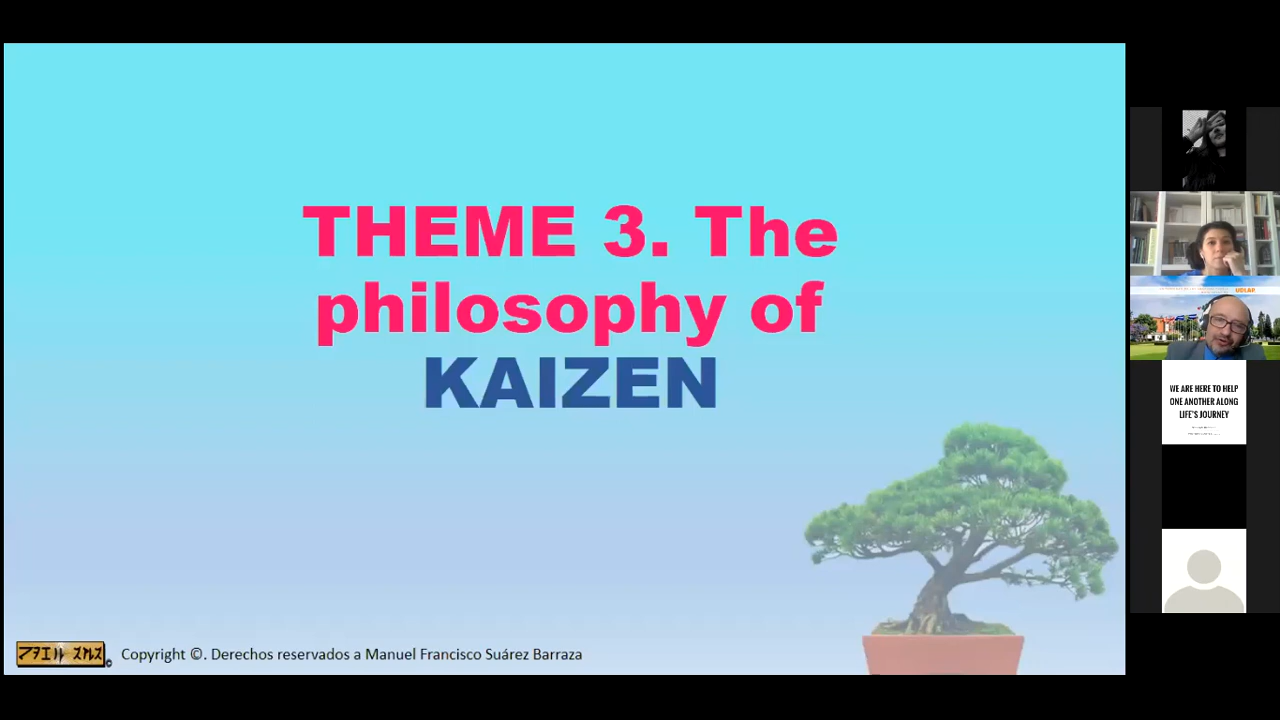 THEME 3. The
philosophy of
KAIZEN
Copyright ©. Derechos reservados a Manuel Francisco Suárez Barraza
UDLAP
WE ARE HERE TO HELP
ONE ANOTHER ALONG
LIFE'S JOURNEY